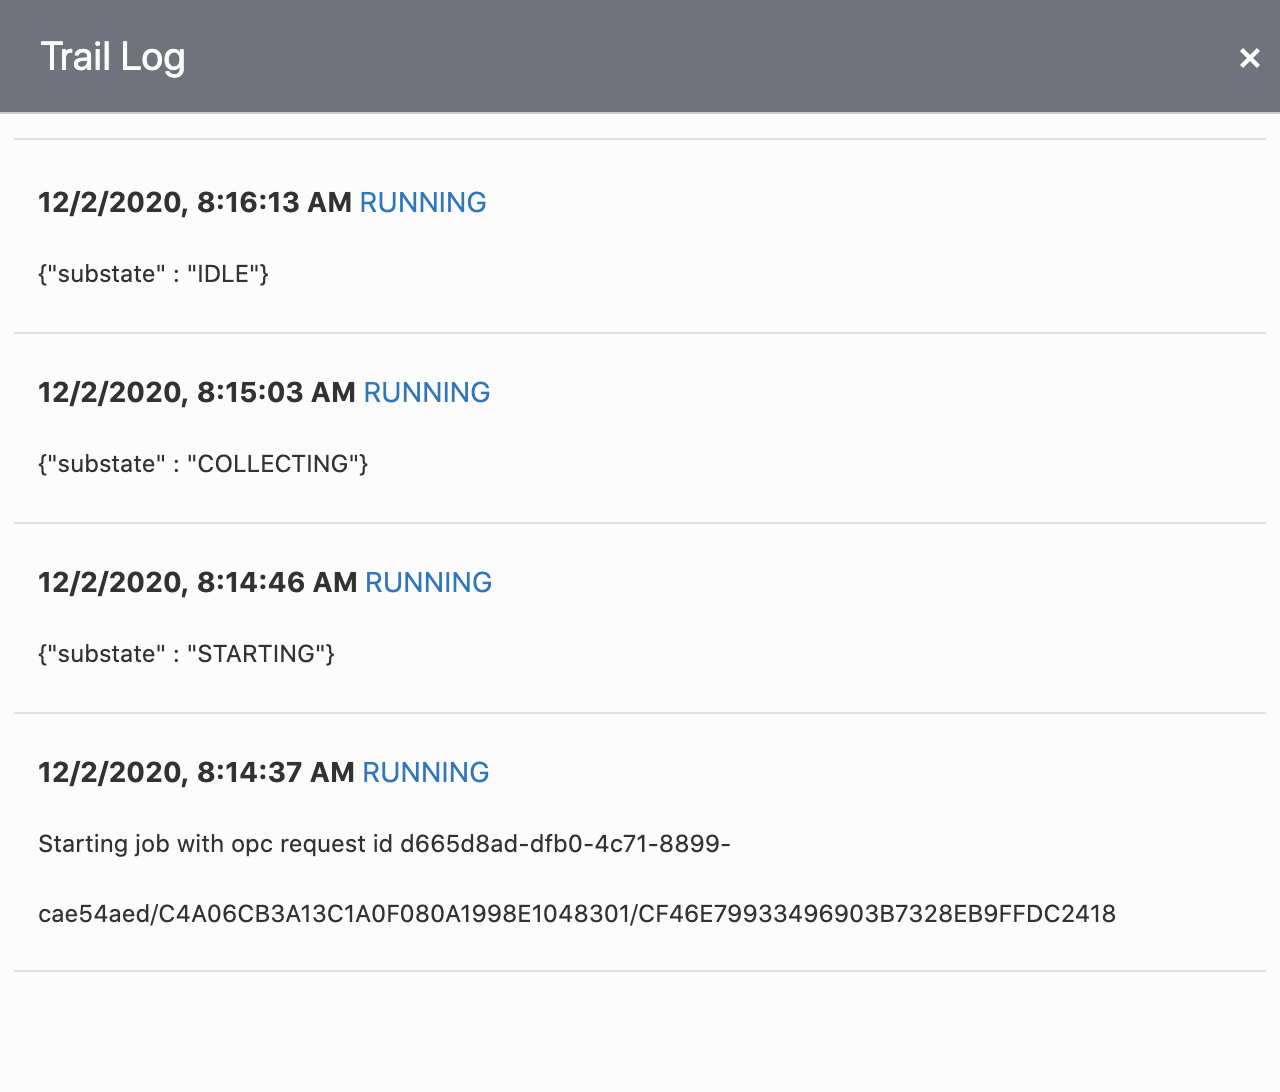 Trail Log
12/2/2020, 8:16:13 AM RUNNING
{"substate" : "IDLE"}
12/2/2020, 8:15:03 AM RUNNING
{"substate" : "COLLECTING"}
12/2/2020, 8:14:46 AM RUNNING
{"substate" : "STARTING"}
12/2/2020, 8:14:37 AM RUNNING
Starting job with opc request id d665d8ad-dfb0-4c71-8899-
cae54aed/C4A06CB3A13C1A0F080A1998E1048301/CF46E79933496903B7328EB9FFDC2418